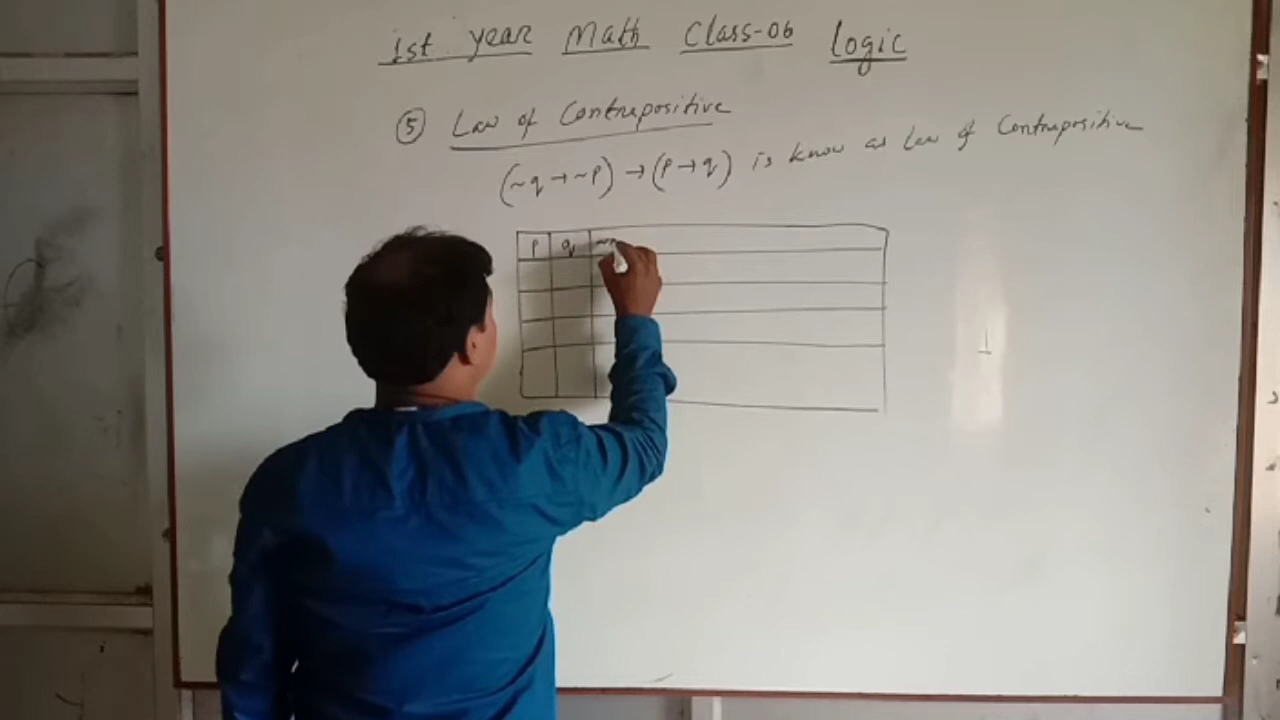 1st year Math Class-06 Logic
⑤ Law of Contrapositive
(~q→~p)→(p→q) is know as Law of Contrapositive
p q